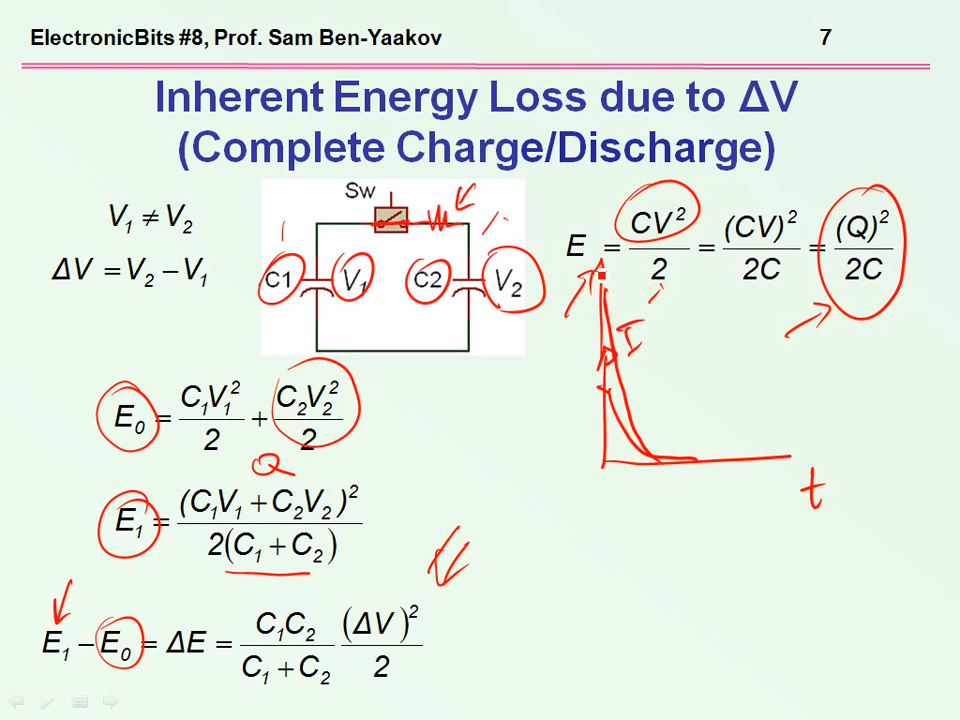 ElectronicBits #8, Prof. Sam Ben-Yaakov 7
Inherent Energy Loss due to ΔV
(Complete Charge/Discharge)
V₁ ≠ V₂
ΔV = V₂ − V₁
Sw
C1 V₁ C2 V₂
E = CV²/2 = (CV)²/2C = (Q)²/2C
I
t
E₀ = C₁V₁²/2 + C₂V₂²/2
Q
E₁ = (C₁V₁ + C₂V₂)²/2(C₁ + C₂)
E₁ − E₀ = ΔE = C₁C₂/C₁ + C₂ (ΔV)²/2